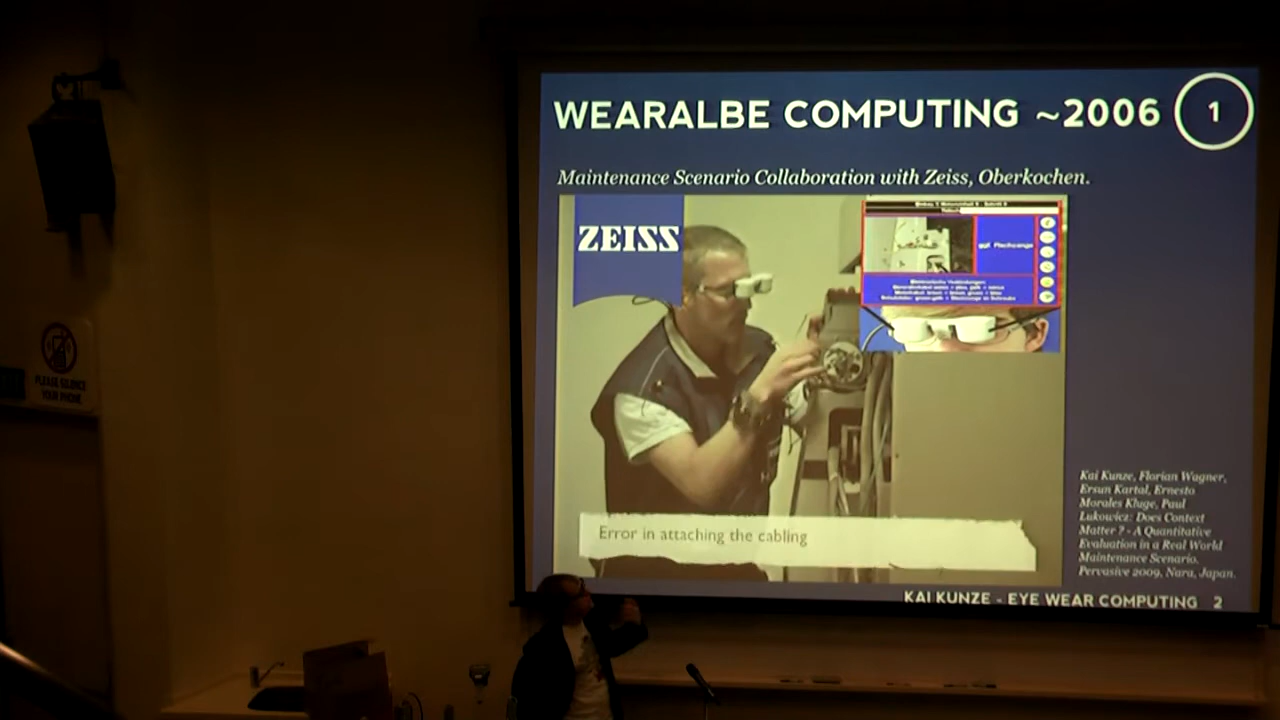 WEARALBE COMPUTING ~2006
1
Maintenance Scenario Collaboration with Zeiss, Oberkochen.
ZEISS
Error in attaching the cabling
Kai Kunze, Florian Wagner,
Ersun Kartal, Ernesto
Morales Kluge, Paul
Lukowicz: Does Context
Matter ? - A Quantitative
Evaluation in a Real World
Maintenance Scenario.
Pervasive 2009, Nara, Japan.
KAI KUNZE - EYE WEAR COMPUTING 2
PLEASE SILENCE
YOUR PHONE